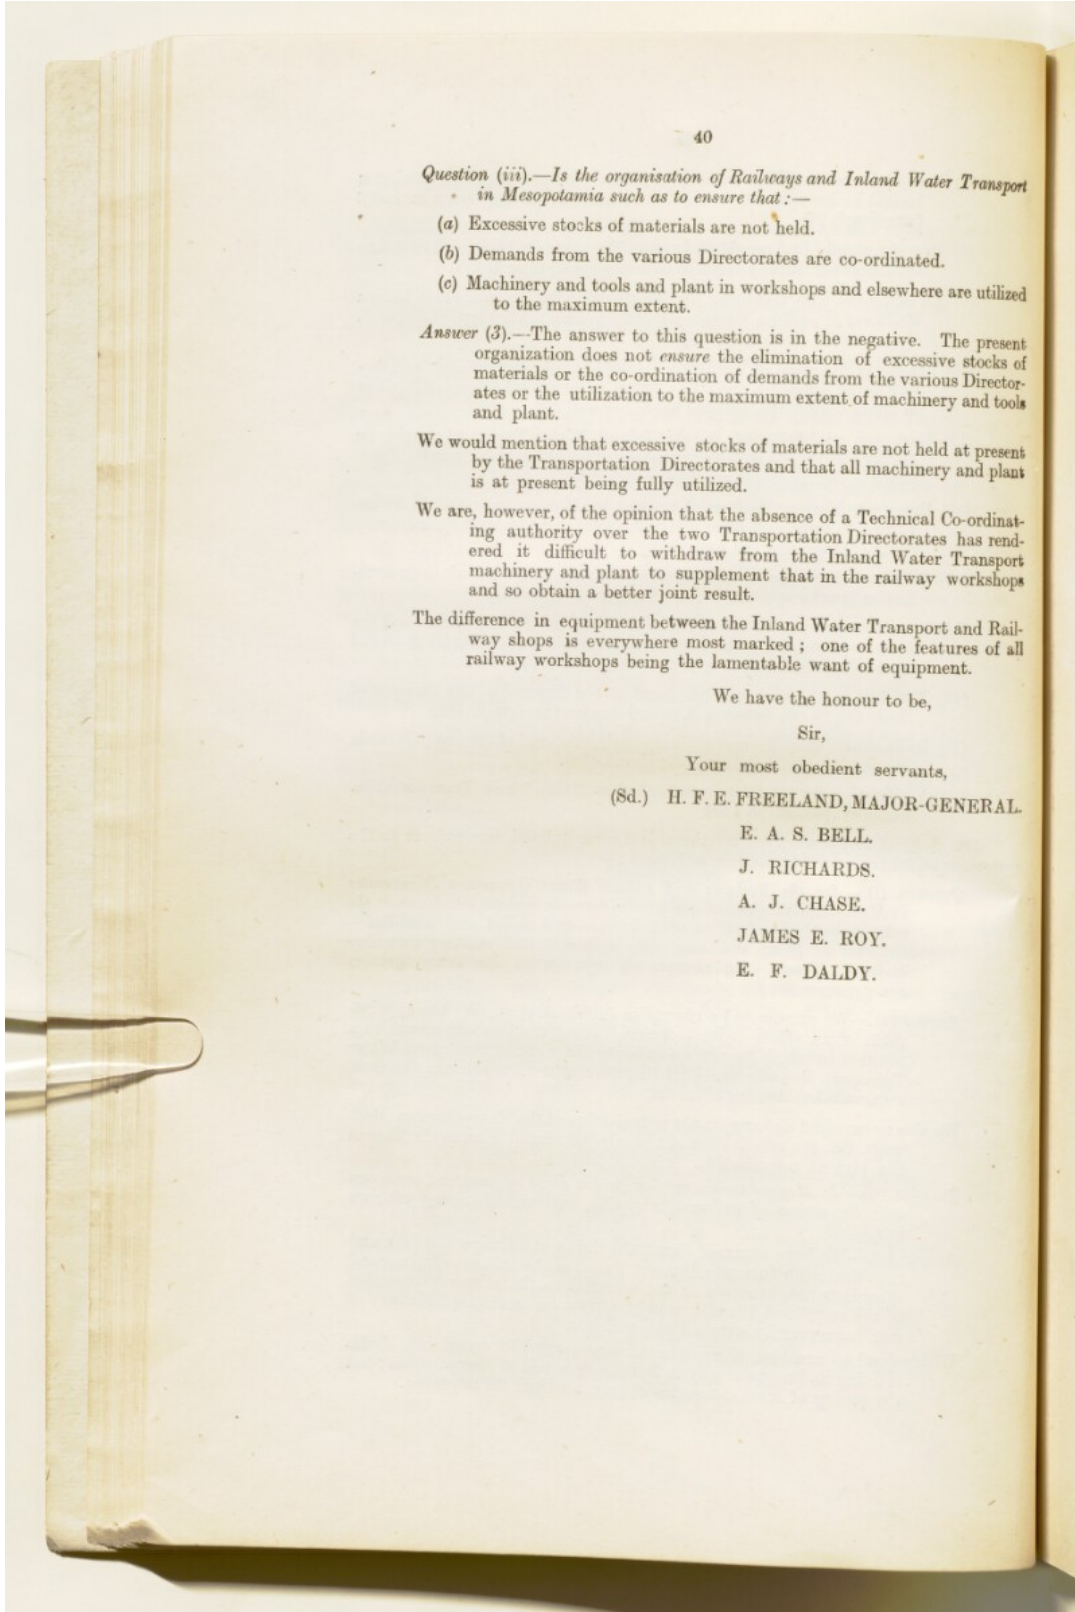 40
Question (iii).—Is the organisation of Railways and Inland Water Transport
in Mesopotamia such as to ensure that :—
(a) Excessive stocks of materials are not held.
(b) Demands from the various Directorates are co-ordinated.
(c) Machinery and tools and plant in workshops and elsewhere are utilized
to the maximum extent.
Answer (3).—The answer to this question is in the negative. The present
organization does not ensure the elimination of excessive stocks of
materials or the co-ordination of demands from the various Director-
ates or the utilization to the maximum extent of machinery and tools
and plant.
We would mention that excessive stocks of materials are not held at present
by the Transportation Directorates and that all machinery and plant
is at present being fully utilized.
We are, however, of the opinion that the absence of a Technical Co-ordinat-
ing authority over the two Transportation Directorates has rend-
ered it difficult to withdraw from the Inland Water Transport
machinery and plant to supplement that in the railway workshops
and so obtain a better joint result.
The difference in equipment between the Inland Water Transport and Rail-
way shops is everywhere most marked ; one of the features of all
railway workshops being the lamentable want of equipment.
We have the honour to be,
Sir,
Your most obedient servants,
(Sd.) H. F. E. FREELAND, MAJOR-GENERAL.
E. A. S. BELL.
J. RICHARDS.
A. J. CHASE.
JAMES E. ROY.
E. F. DALDY.